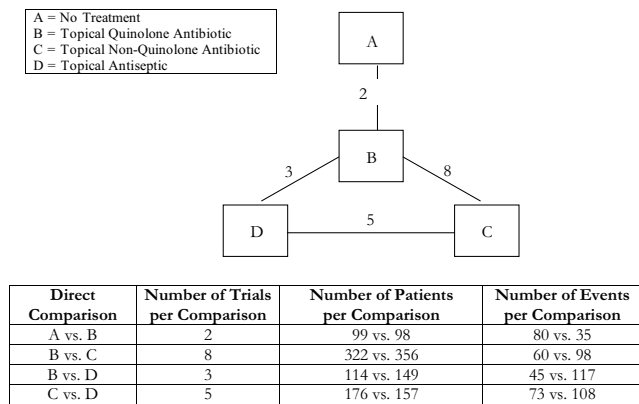 A = No Treatment
B = Topical Quinolone Antibiotic
C = Topical Non-Quinolone Antibiotic
D = Topical Antiseptic
A
2
B
3
8
D
5
C
Direct Comparison | Number of Trials per Comparison | Number of Patients per Comparison | Number of Events per Comparison
A vs. B | 2 | 99 vs. 98 | 80 vs. 35
B vs. C | 8 | 322 vs. 356 | 60 vs. 98
B vs. D | 3 | 114 vs. 149 | 45 vs. 117
C vs. D | 5 | 176 vs. 157 | 73 vs. 108